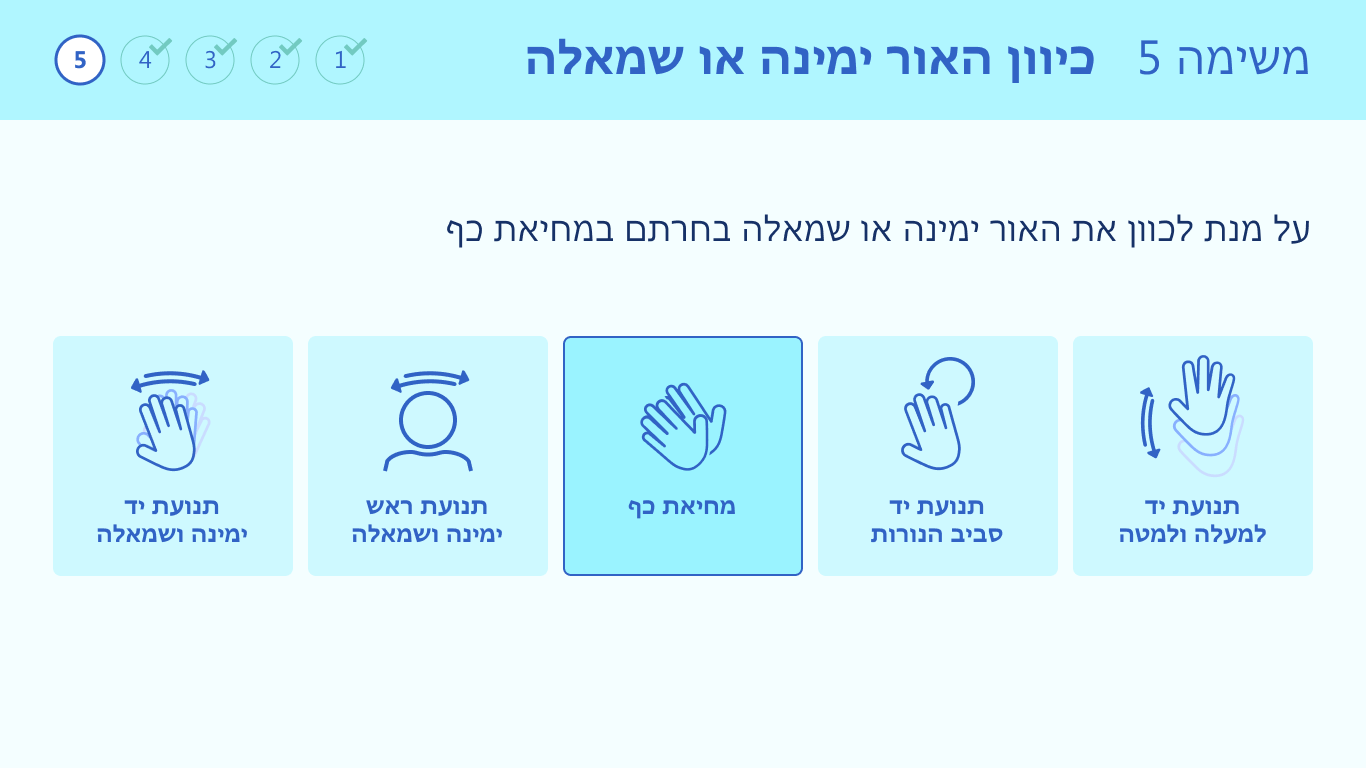 משימה 5 כיוון האור ימינה או שמאלה
1 2 3 4 5
על מנת לכוון את האור ימינה או שמאלה בחרתם במחיאת כף
תנועת יד
למעלה ולמטה
תנועת יד
סביב הנורות
מחיאת כף
תנועת ראש
ימינה ושמאלה
תנועת יד
ימינה ושמאלה